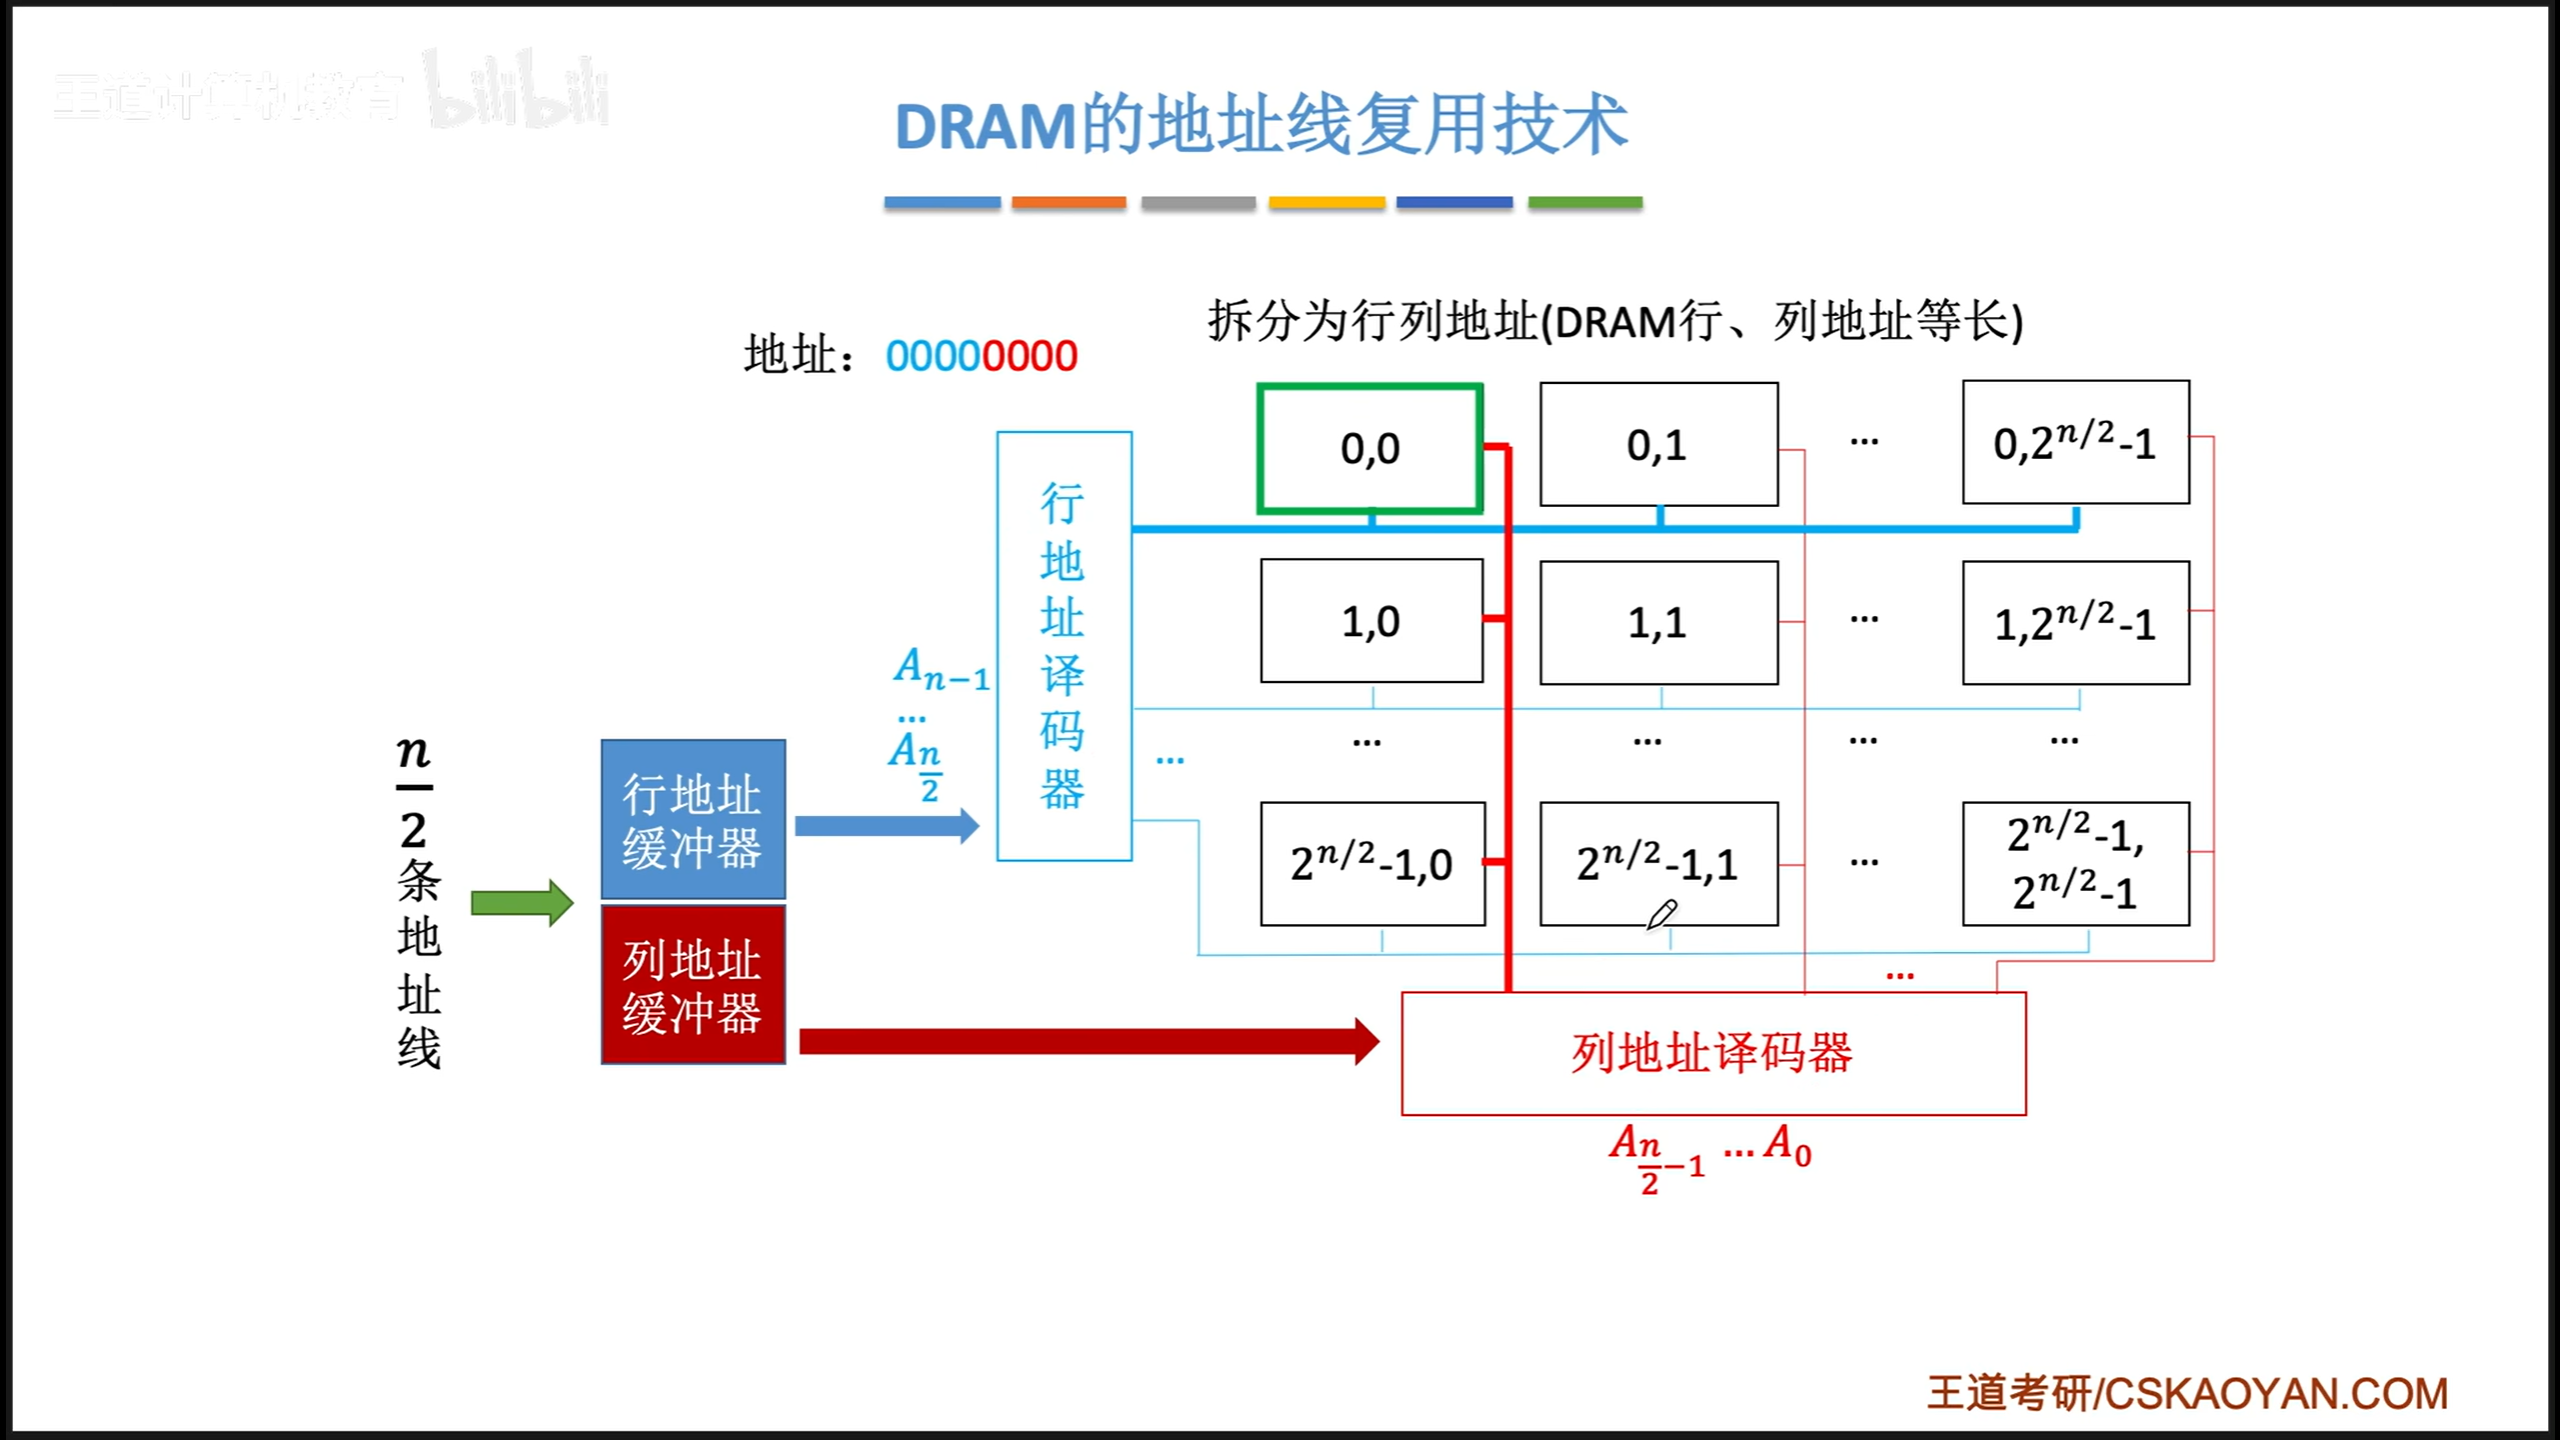 王道计算机教育 bilibili
DRAM的地址线复用技术
拆分为行列地址(DRAM行、列地址等长)
地址：00000000
0,0 0,1 … 0,2^{n/2}-1
行地址译码器
1,0 1,1 … 1,2^{n/2}-1
A_{n-1}
…
A_{\frac{n}{2}}
… … … … …
\frac{n}{2}条地址线
行地址
缓冲器
2^{n/2}-1,0 2^{n/2}-1,1 … 2^{n/2}-1,
2^{n/2}-1
列地址
缓冲器
…
列地址译码器
A_{\frac{n}{2}-1} … A_0
王道考研/CSKAOYAN.COM